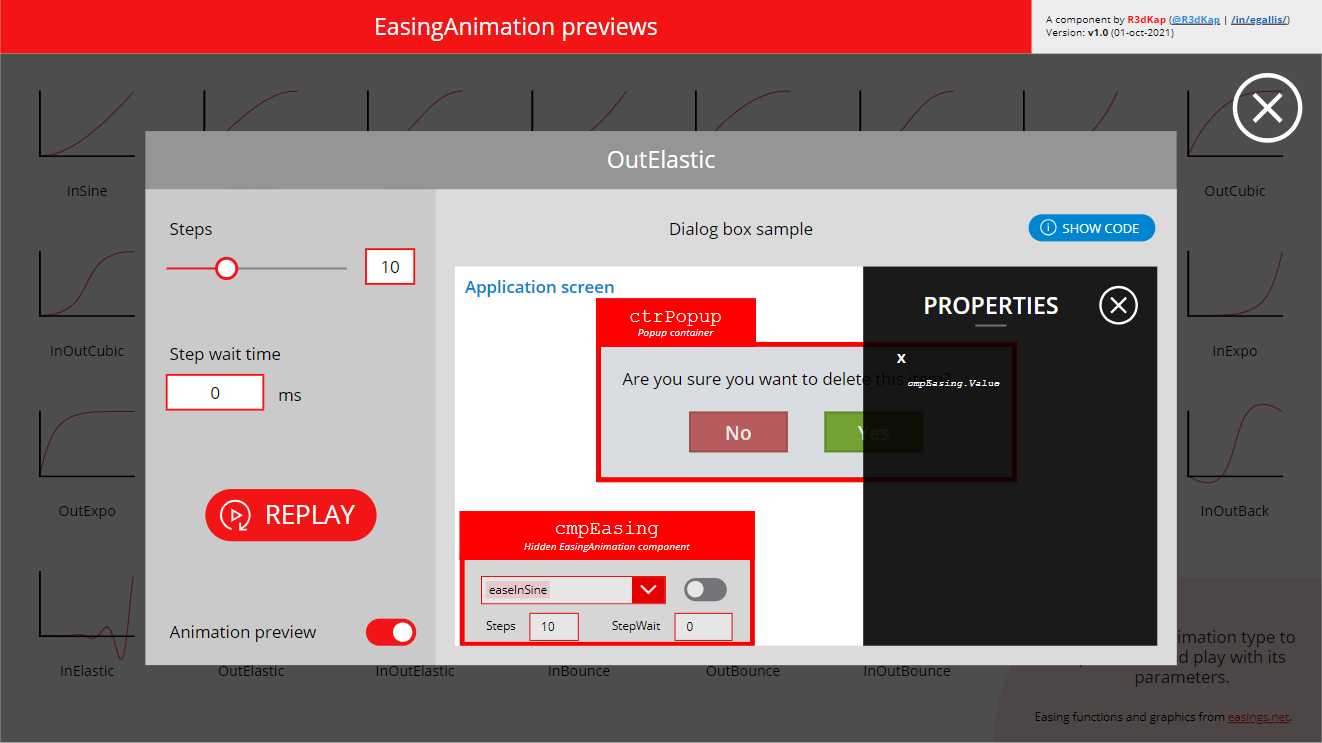 EasingAnimation previews
A component by R3dKap (@R3dKap | /in/egallis/)
Version: v1.0 (01-oct-2021)
InSine
OutCubic
InOutCubic
InExpo
OutExpo
InOutBack
InElastic
OutElastic
InOutElastic
InBounce
OutBounce
InOutBounce
OutElastic
Steps
10
Step wait time
0
ms
REPLAY
Animation preview
Dialog box sample
SHOW CODE
Application screen
ctrPopup
Popup container
Are you sure you want to delete this item?
No
Yes
PROPERTIES
X
cmpEasing.Value
cmpEasing
Hidden EasingAnimation component
easeInSine
Steps
10
StepWait
0
imation type to
d play with its
parameters.
Easing functions and graphics from easings.net.